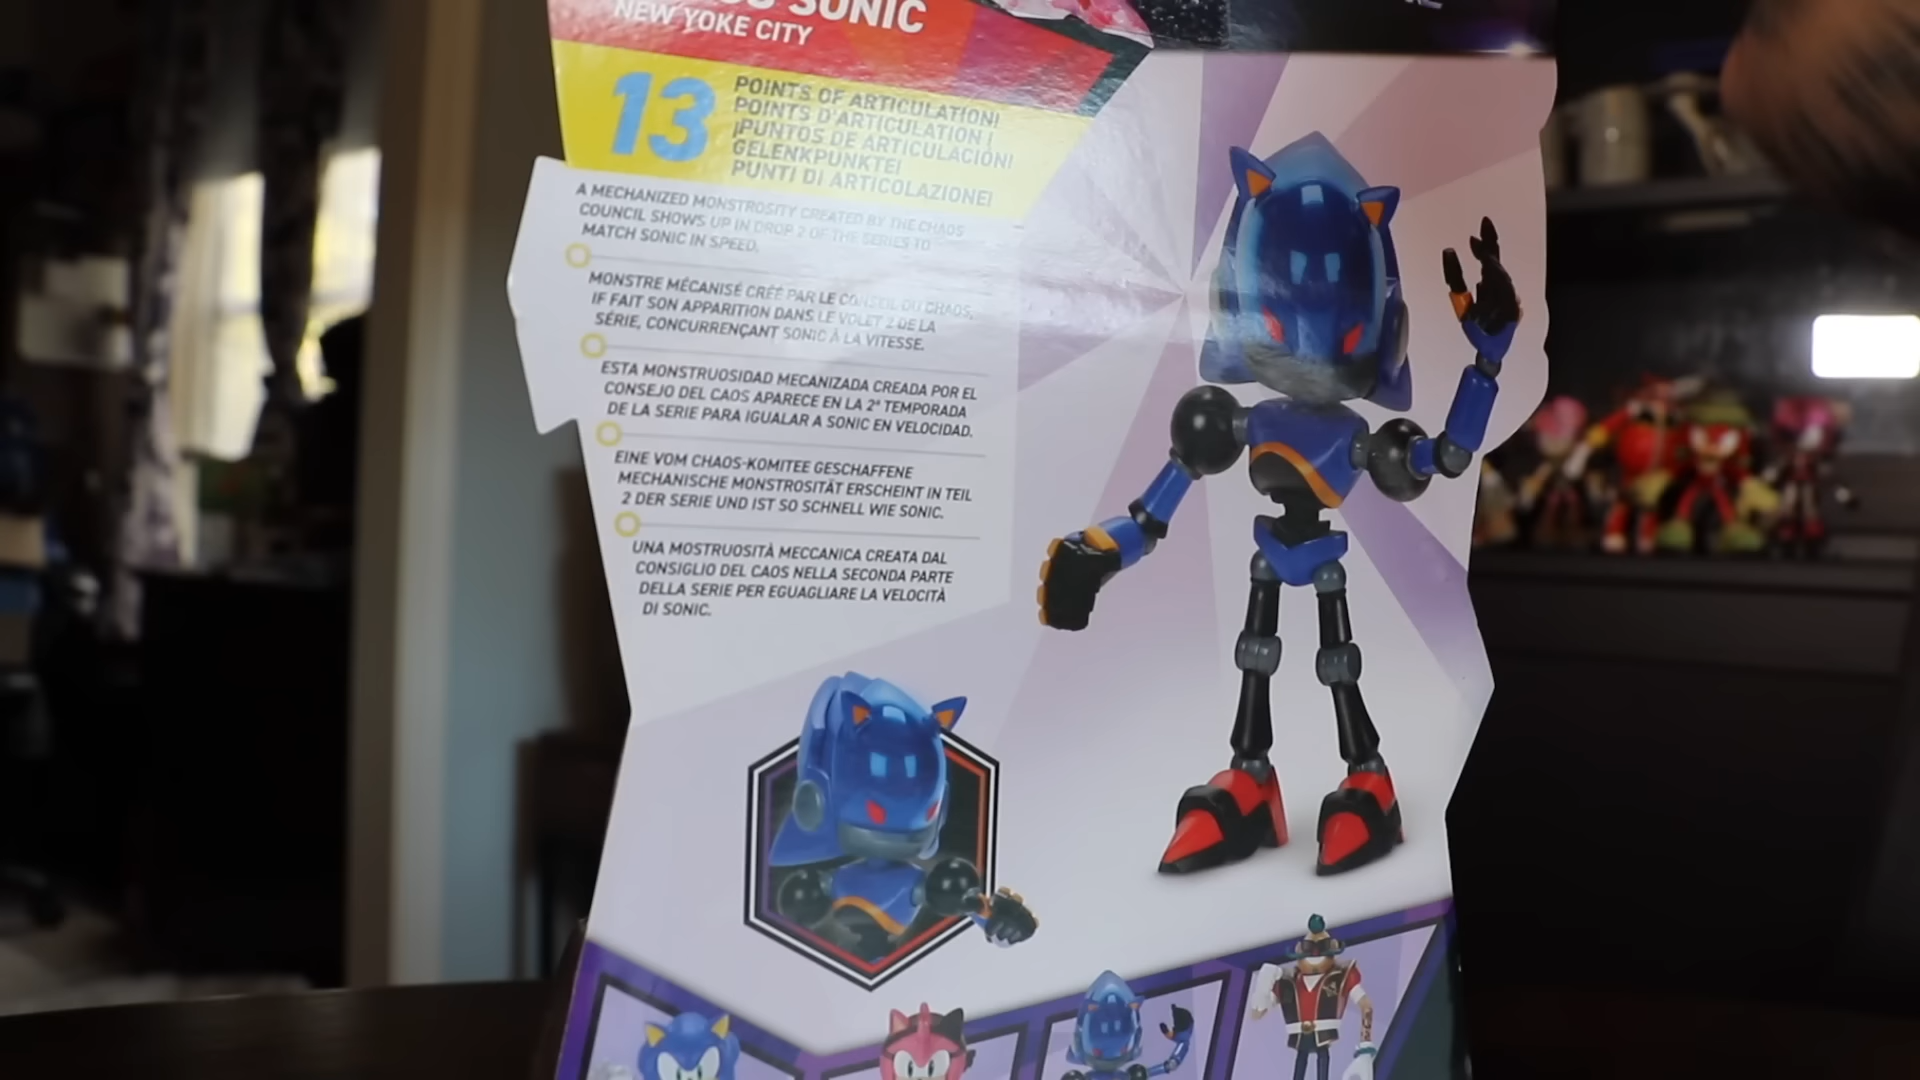 SONIC
NEW YOKE CITY
13
POINTS OF ARTICULATION!
POINTS D'ARTICULATION !
¡PUNTOS DE ARTICULACIÓN!
GELENKPUNKTE!
PUNTI DI ARTICOLAZIONE!
A MECHANIZED MONSTROSITY CREATED BY THE CHAOS
COUNCIL SHOWS UP IN DROP 2 OF THE SERIES TO
MATCH SONIC IN SPEED.
MONSTRE MÉCANISÉ CRÉÉ PAR LE CONSEIL DU CHAOS,
IF FAIT SON APPARITION DANS LE VOLET 2 DE LA
SÉRIE, CONCURRENÇANT SONIC À LA VITESSE.
ESTA MONSTRUOSIDAD MECANIZADA CREADA POR EL
CONSEJO DEL CAOS APARECE EN LA 2ª TEMPORADA
DE LA SERIE PARA IGUALAR A SONIC EN VELOCIDAD.
EINE VOM CHAOS-KOMITEE GESCHAFFENE
MECHANISCHE MONSTROSITÄT ERSCHEINT IN TEIL
2 DER SERIE UND IST SO SCHNELL WIE SONIC.
UNA MOSTRUOSITÀ MECCANICA CREATA DAL
CONSIGLIO DEL CAOS NELLA SECONDA PARTE
DELLA SERIE PER EGUAGLIARE LA VELOCITÀ
DI SONIC.